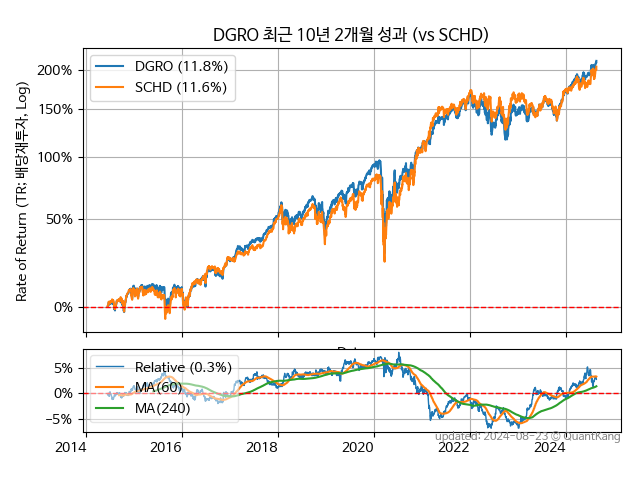 DGRO 최근 10년 2개월 성과 (vs SCHD)
Rate of Return (TR; 배당재투자, Log)
200%
150%
100%
50%
0%
DGRO (11.8%)
SCHD (11.6%)
5%
0%
−5%
Relative (0.3%)
MA(60)
MA(240)
2014 2016 2018 2020 2022 2024
updated: 2024-08-23 © QuantKang